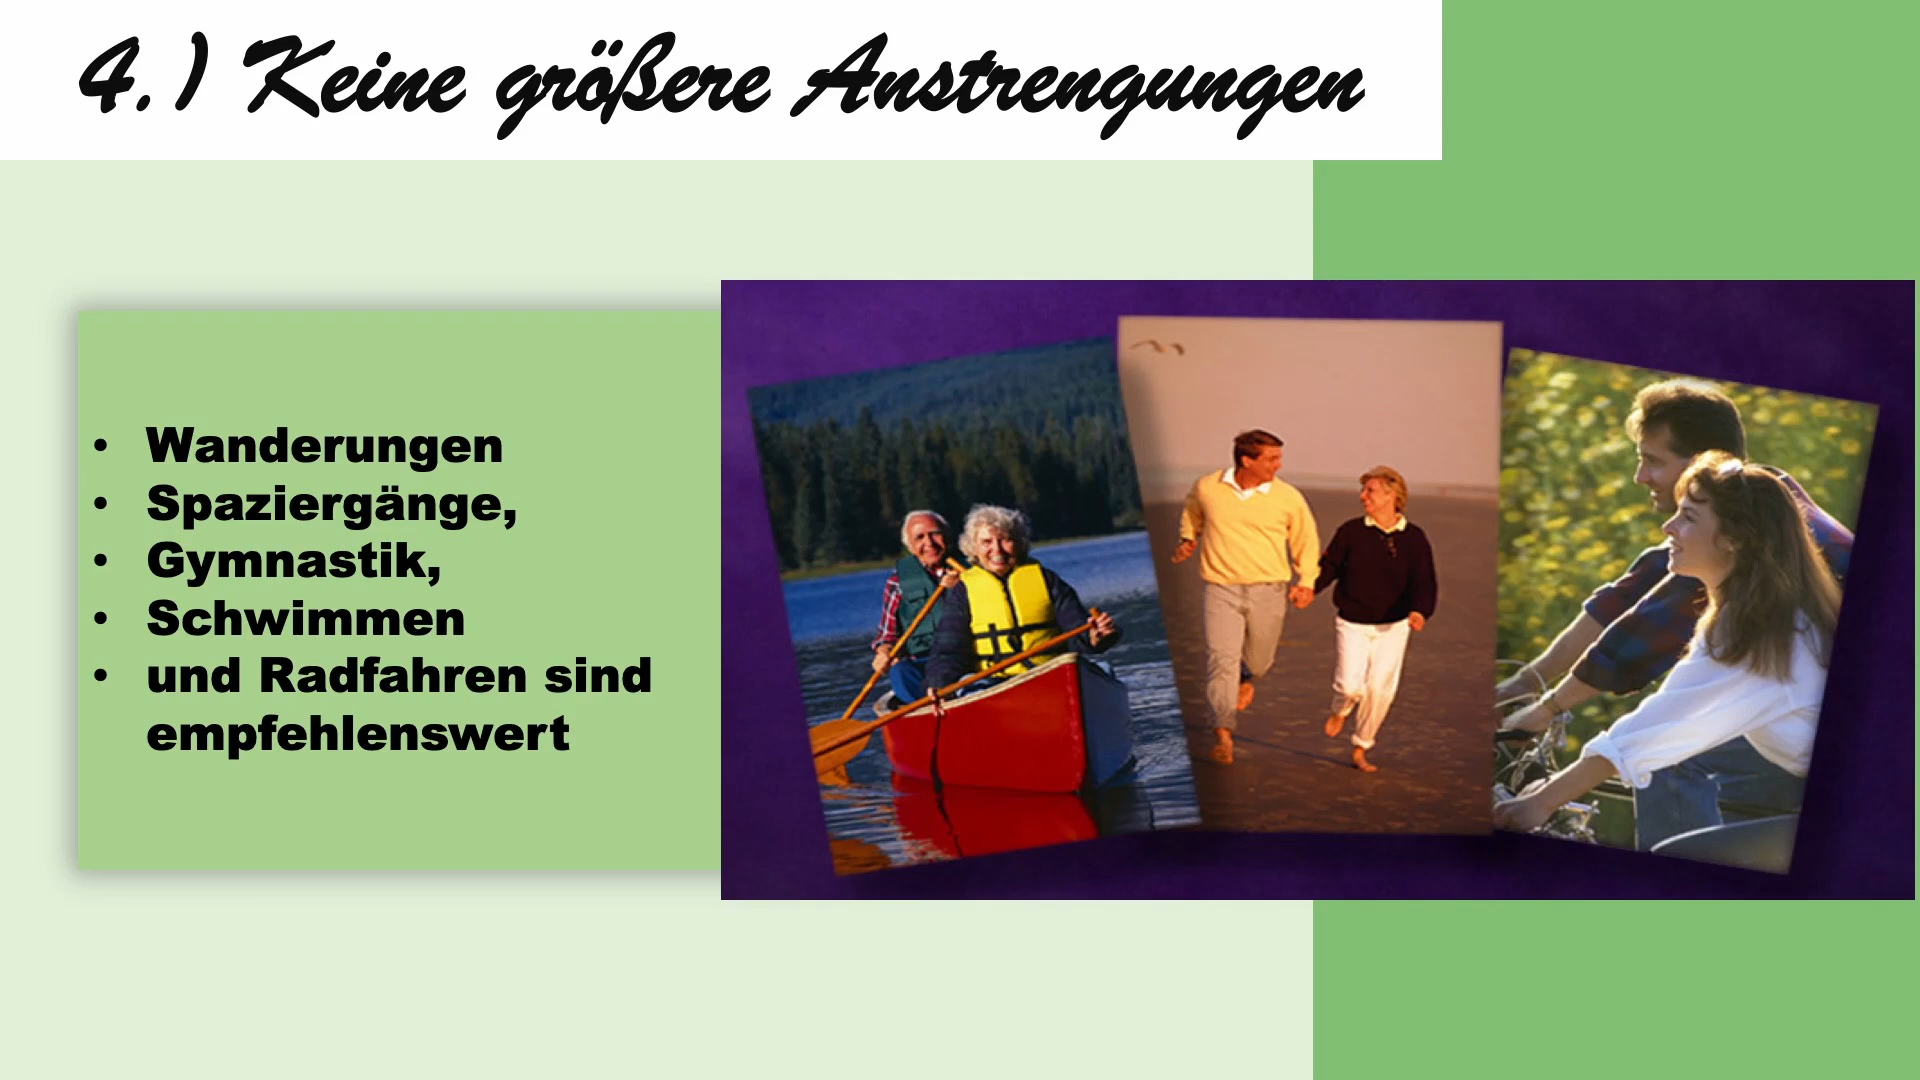 4.) Keine größere Anstrengungen
• Wanderungen
• Spaziergänge,
• Gymnastik,
• Schwimmen
• und Radfahren sind
empfehlenswert